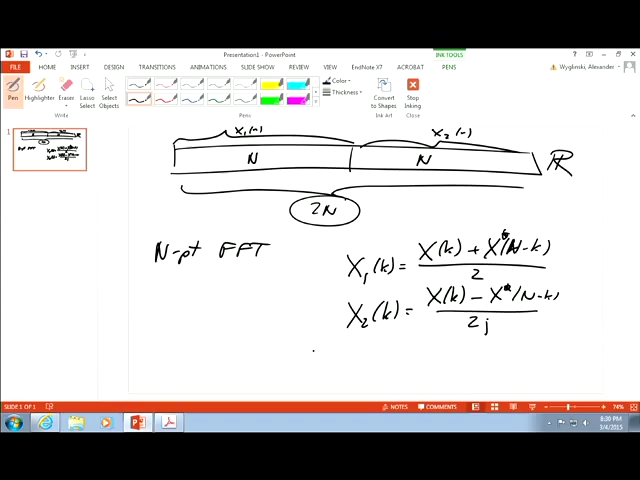 Presentation1 - PowerPoint
INK TOOLS
FILE HOME INSERT DESIGN TRANSITIONS ANIMATIONS SLIDE SHOW REVIEW VIEW EndNote X7 ACROBAT PENS
Wyglinski, Alexander
Pen Highlighter Eraser Lasso Select Select Objects
Color
Thickness
Convert to Shapes Stop Inking
Write Pens Ink Art Close
1
x₁(·) x₂(·)
N N ℝ
2N
N-pt FFT
X₁(k) = X(k) + X*(N-k) / 2
X₂(k) = X(k) - X*(N-k) / 2j
SLIDE 1 OF 1 NOTES COMMENTS 74%
8:30 PM
3/4/2015